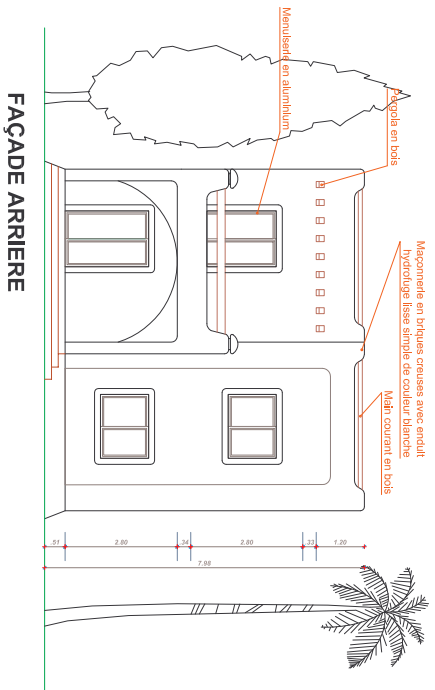 Pergola en bois
Menuiserie en aluminium
Maçonnerie en briques creuses avec enduit
hydrofuge lisse simple de couleur blanche
Main courant en bois
.51
2.80
.34
2.80
.33
1.20
7.98
FAÇADE ARRIERE